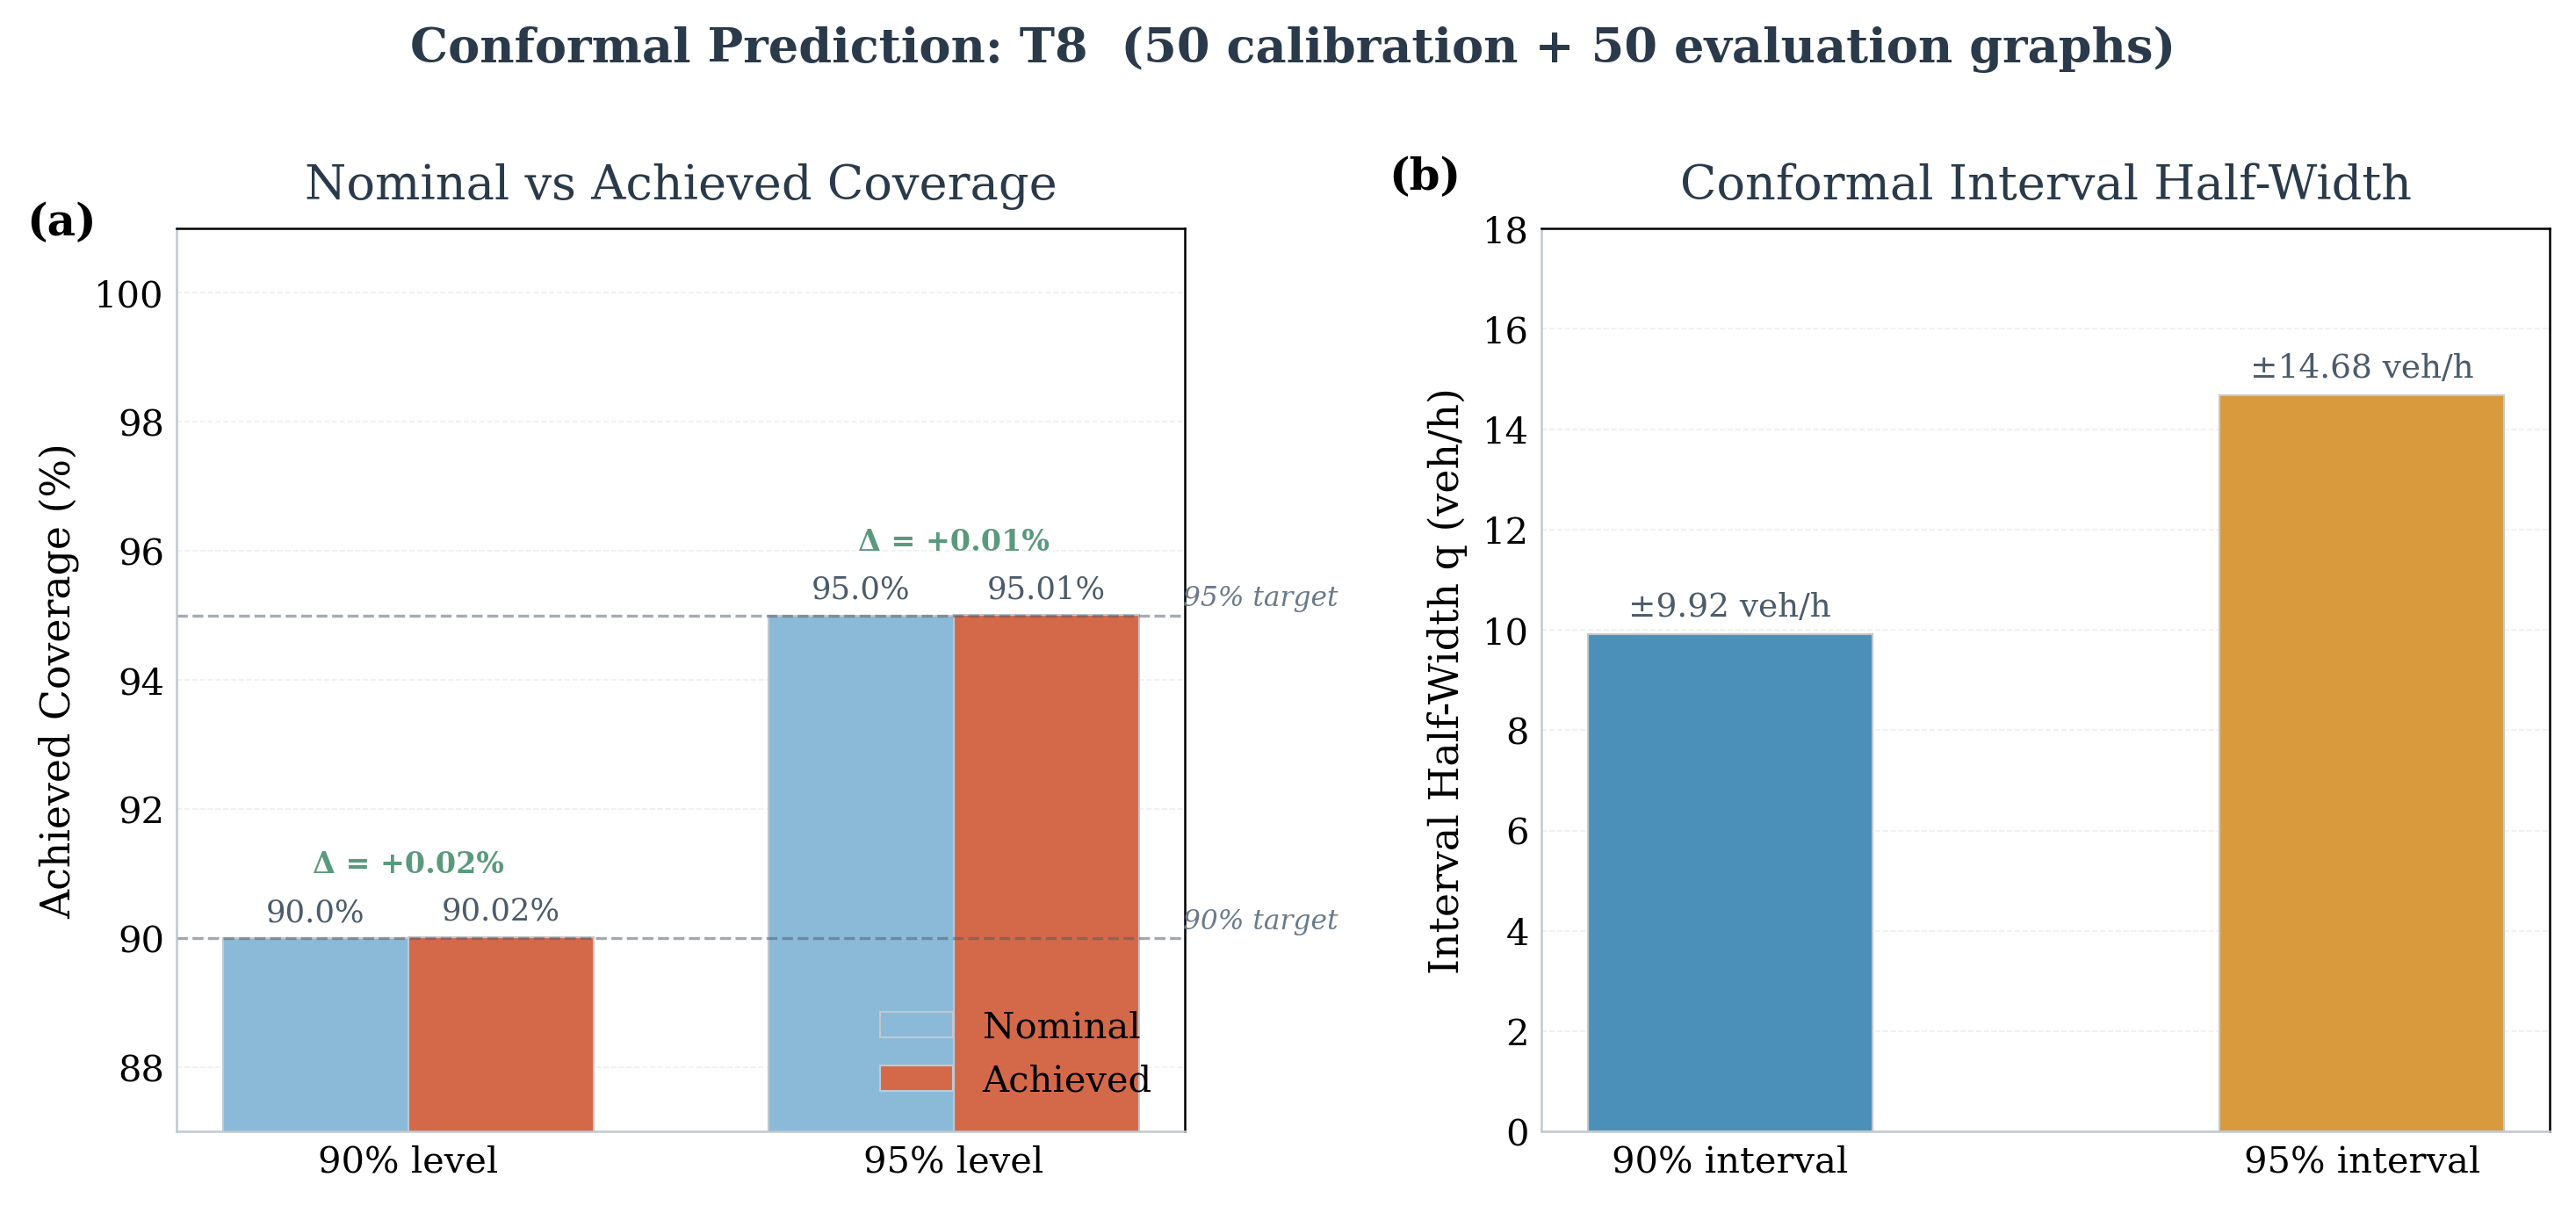 Conformal Prediction: T8  (50 calibration + 50 evaluation graphs)
(a)
Nominal vs Achieved Coverage
Achieved Coverage (%)
100
98
96
94
92
90
88
Δ = +0.02%
90.0%
90.02%
Δ = +0.01%
95.0%
95.01%
95% target
90% target
Nominal
Achieved
90% level
95% level
(b)
Conformal Interval Half-Width
Interval Half-Width q (veh/h)
18
16
14
12
10
8
6
4
2
0
±9.92 veh/h
±14.68 veh/h
90% interval
95% interval